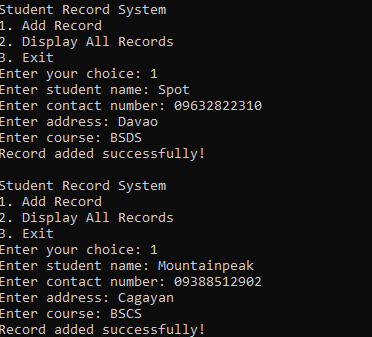 Student Record System
1. Add Record
2. Display All Records
3. Exit
Enter your choice: 1
Enter student name: Spot
Enter contact number: 09632822310
Enter address: Davao
Enter course: BSDS
Record added successfully!
Student Record System
1. Add Record
2. Display All Records
3. Exit
Enter your choice: 1
Enter student name: Mountainpeak
Enter contact number: 09388512902
Enter address: Cagayan
Enter course: BSCS
Record added successfully!